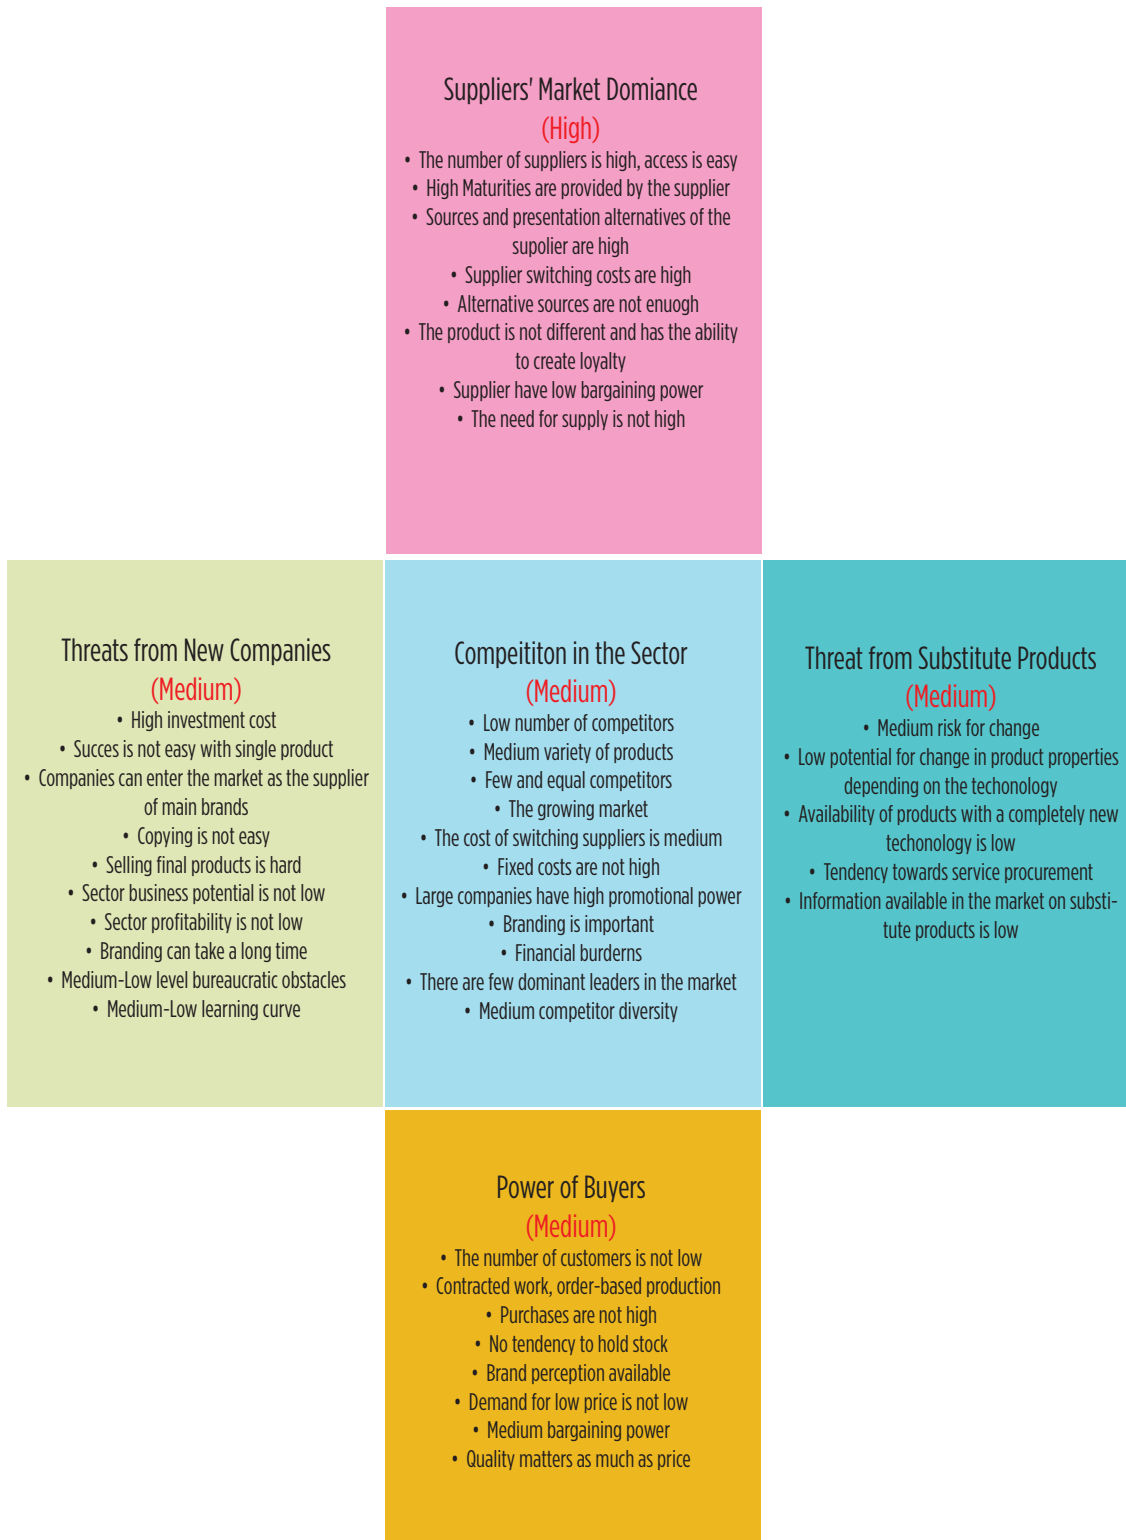 Suppliers' Market Domiance
(High)
• The number of suppliers is high, access is easy
• High Maturities are provided by the supplier
• Sources and presentation alternatives of the
supolier are high
• Supplier switching costs are high
• Alternative sources are not enuogh
• The product is not different and has the ability
to create loyalty
• Supplier have low bargaining power
• The need for supply is not high
Threats from New Companies
(Medium)
• High investment cost
• Succes is not easy with single product
• Companies can enter the market as the supplier
of main brands
• Copying is not easy
• Selling final products is hard
• Sector business potential is not low
• Sector profitability is not low
• Branding can take a long time
• Medium-Low level bureaucratic obstacles
• Medium-Low learning curve
Compeititon in the Sector
(Medium)
• Low number of competitors
• Medium variety of products
• Few and equal competitors
• The growing market
• The cost of switching suppliers is medium
• Fixed costs are not high
• Large companies have high promotional power
• Branding is important
• Financial burderns
• There are few dominant leaders in the market
• Medium competitor diversity
Threat from Substitute Products
(Medium)
• Medium risk for change
• Low potential for change in product properties
depending on the techonology
• Availability of products with a completely new
techonology is low
• Tendency towards service procurement
• Information available in the market on substi-
tute products is low
Power of Buyers
(Medium)
• The number of customers is not low
• Contracted work, order-based production
• Purchases are not high
• No tendency to hold stock
• Brand perception available
• Demand for low price is not low
• Medium bargaining power
• Quality matters as much as price